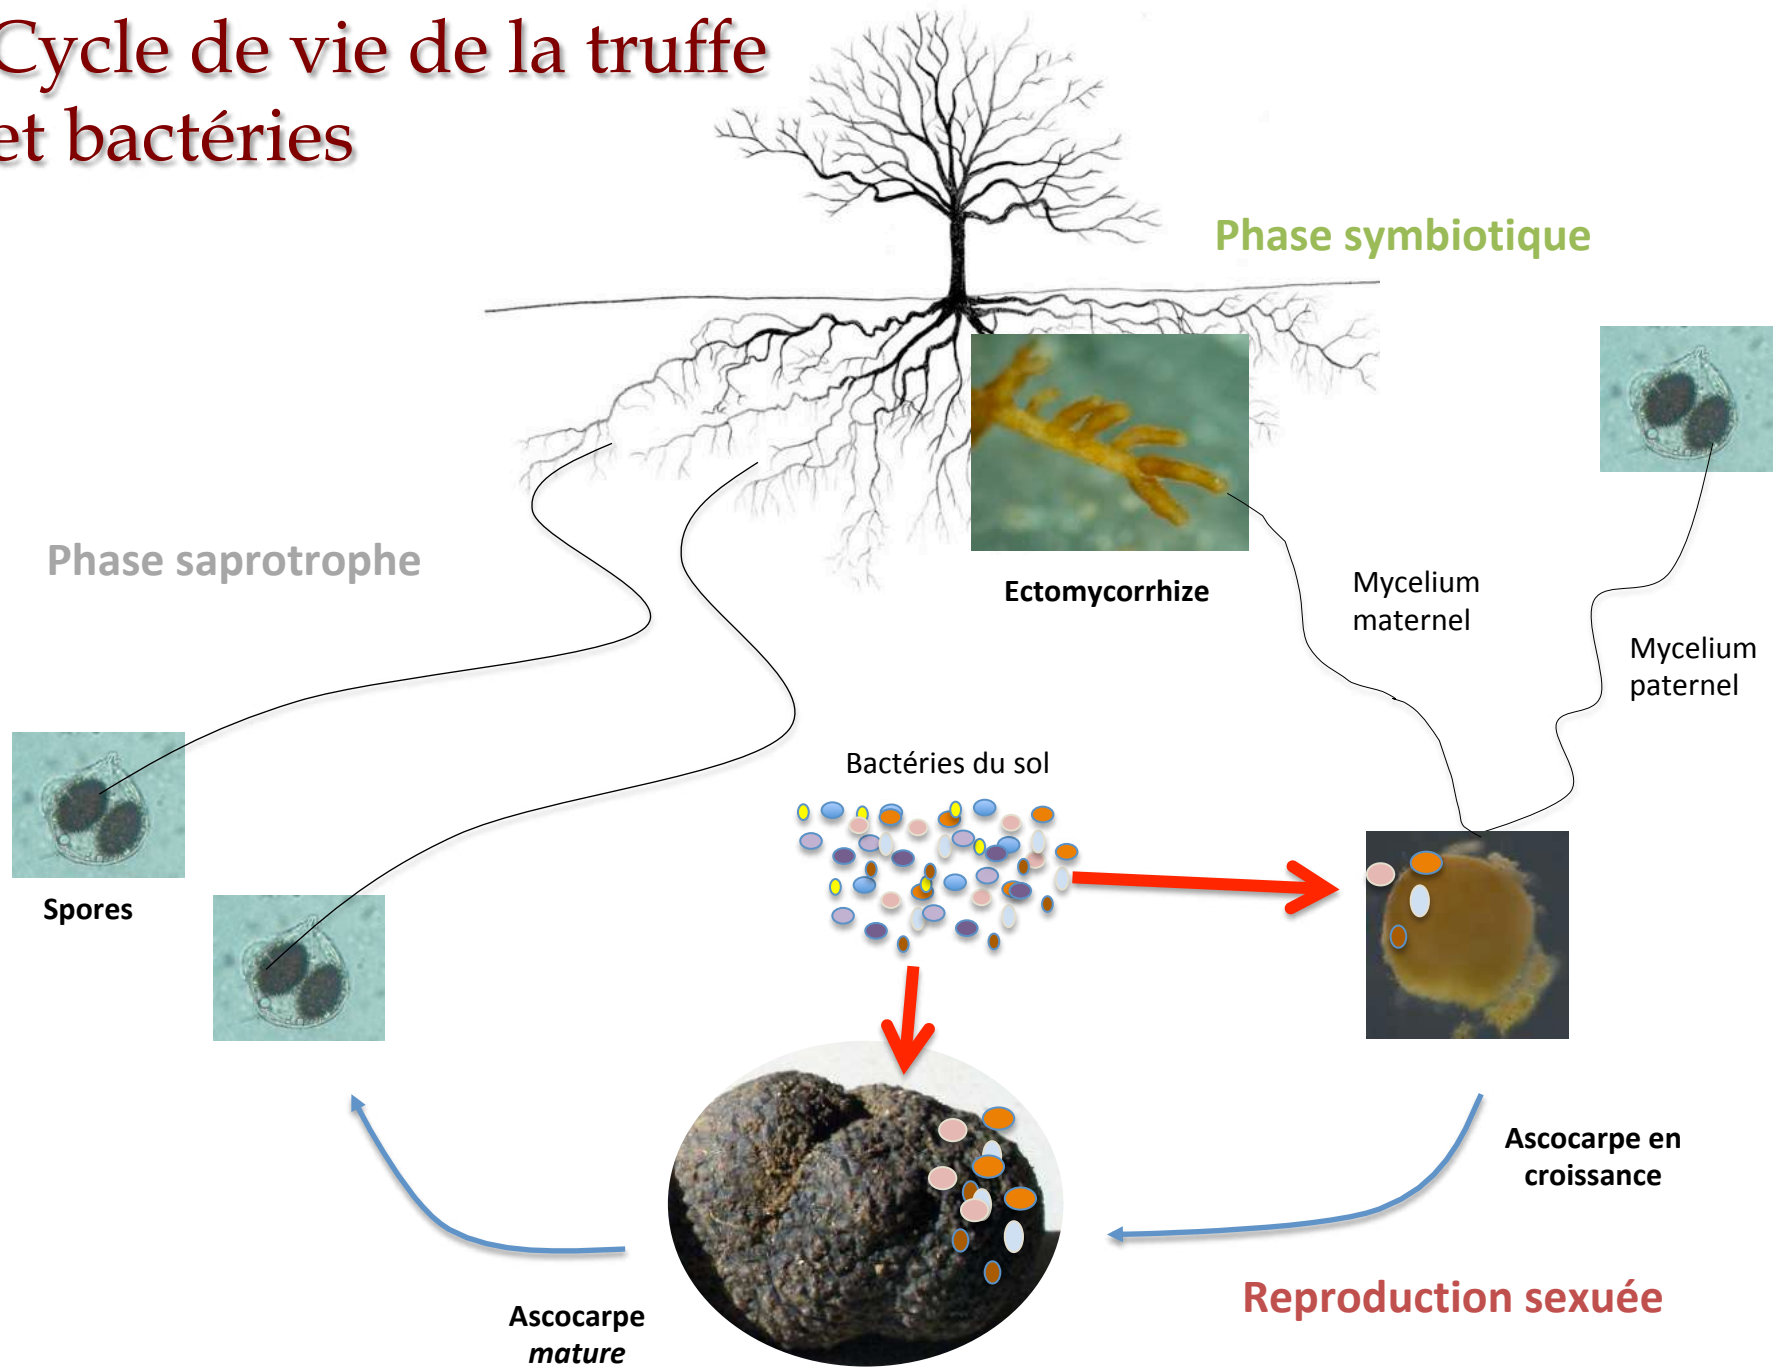 Cycle de vie de la truffe
et bactéries
Phase symbiotique
Phase saprotrophe
Ectomycorrhize
Mycelium
maternel
Mycelium
paternel
Bactéries du sol
Spores
Ascocarpe en
croissance
Reproduction sexuée
Ascocarpe
mature